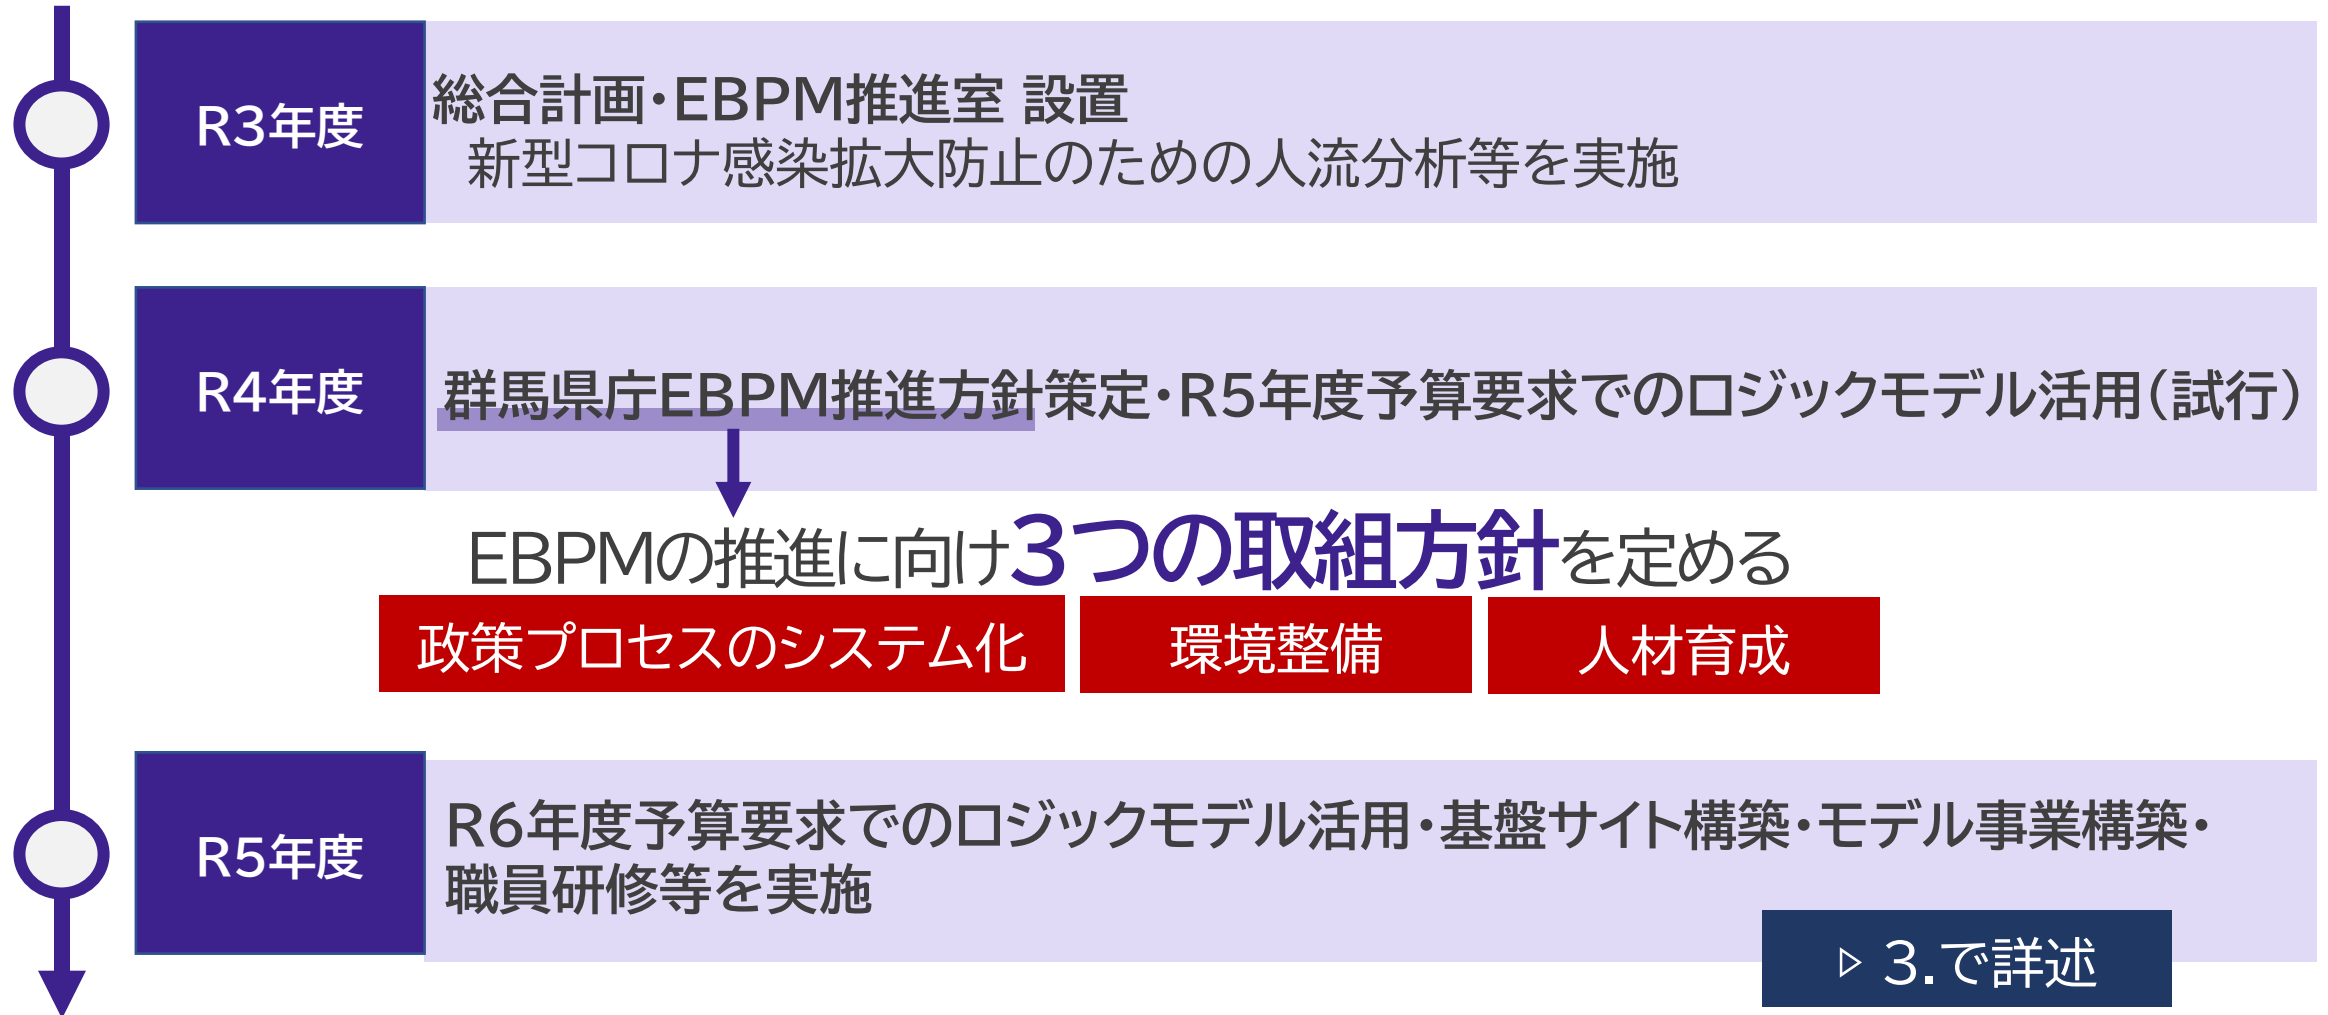 R3年度
総合計画・EBPM推進室 設置
新型コロナ感染拡大防止のための人流分析等を実施
R4年度
群馬県庁EBPM推進方針策定・R5年度予算要求でのロジックモデル活用(試行)
EBPMの推進に向け3つの取組方針を定める
政策プロセスのシステム化
環境整備
人材育成
R5年度
R6年度予算要求でのロジックモデル活用・基盤サイト構築・モデル事業構築・
職員研修等を実施
▷ 3.で詳述